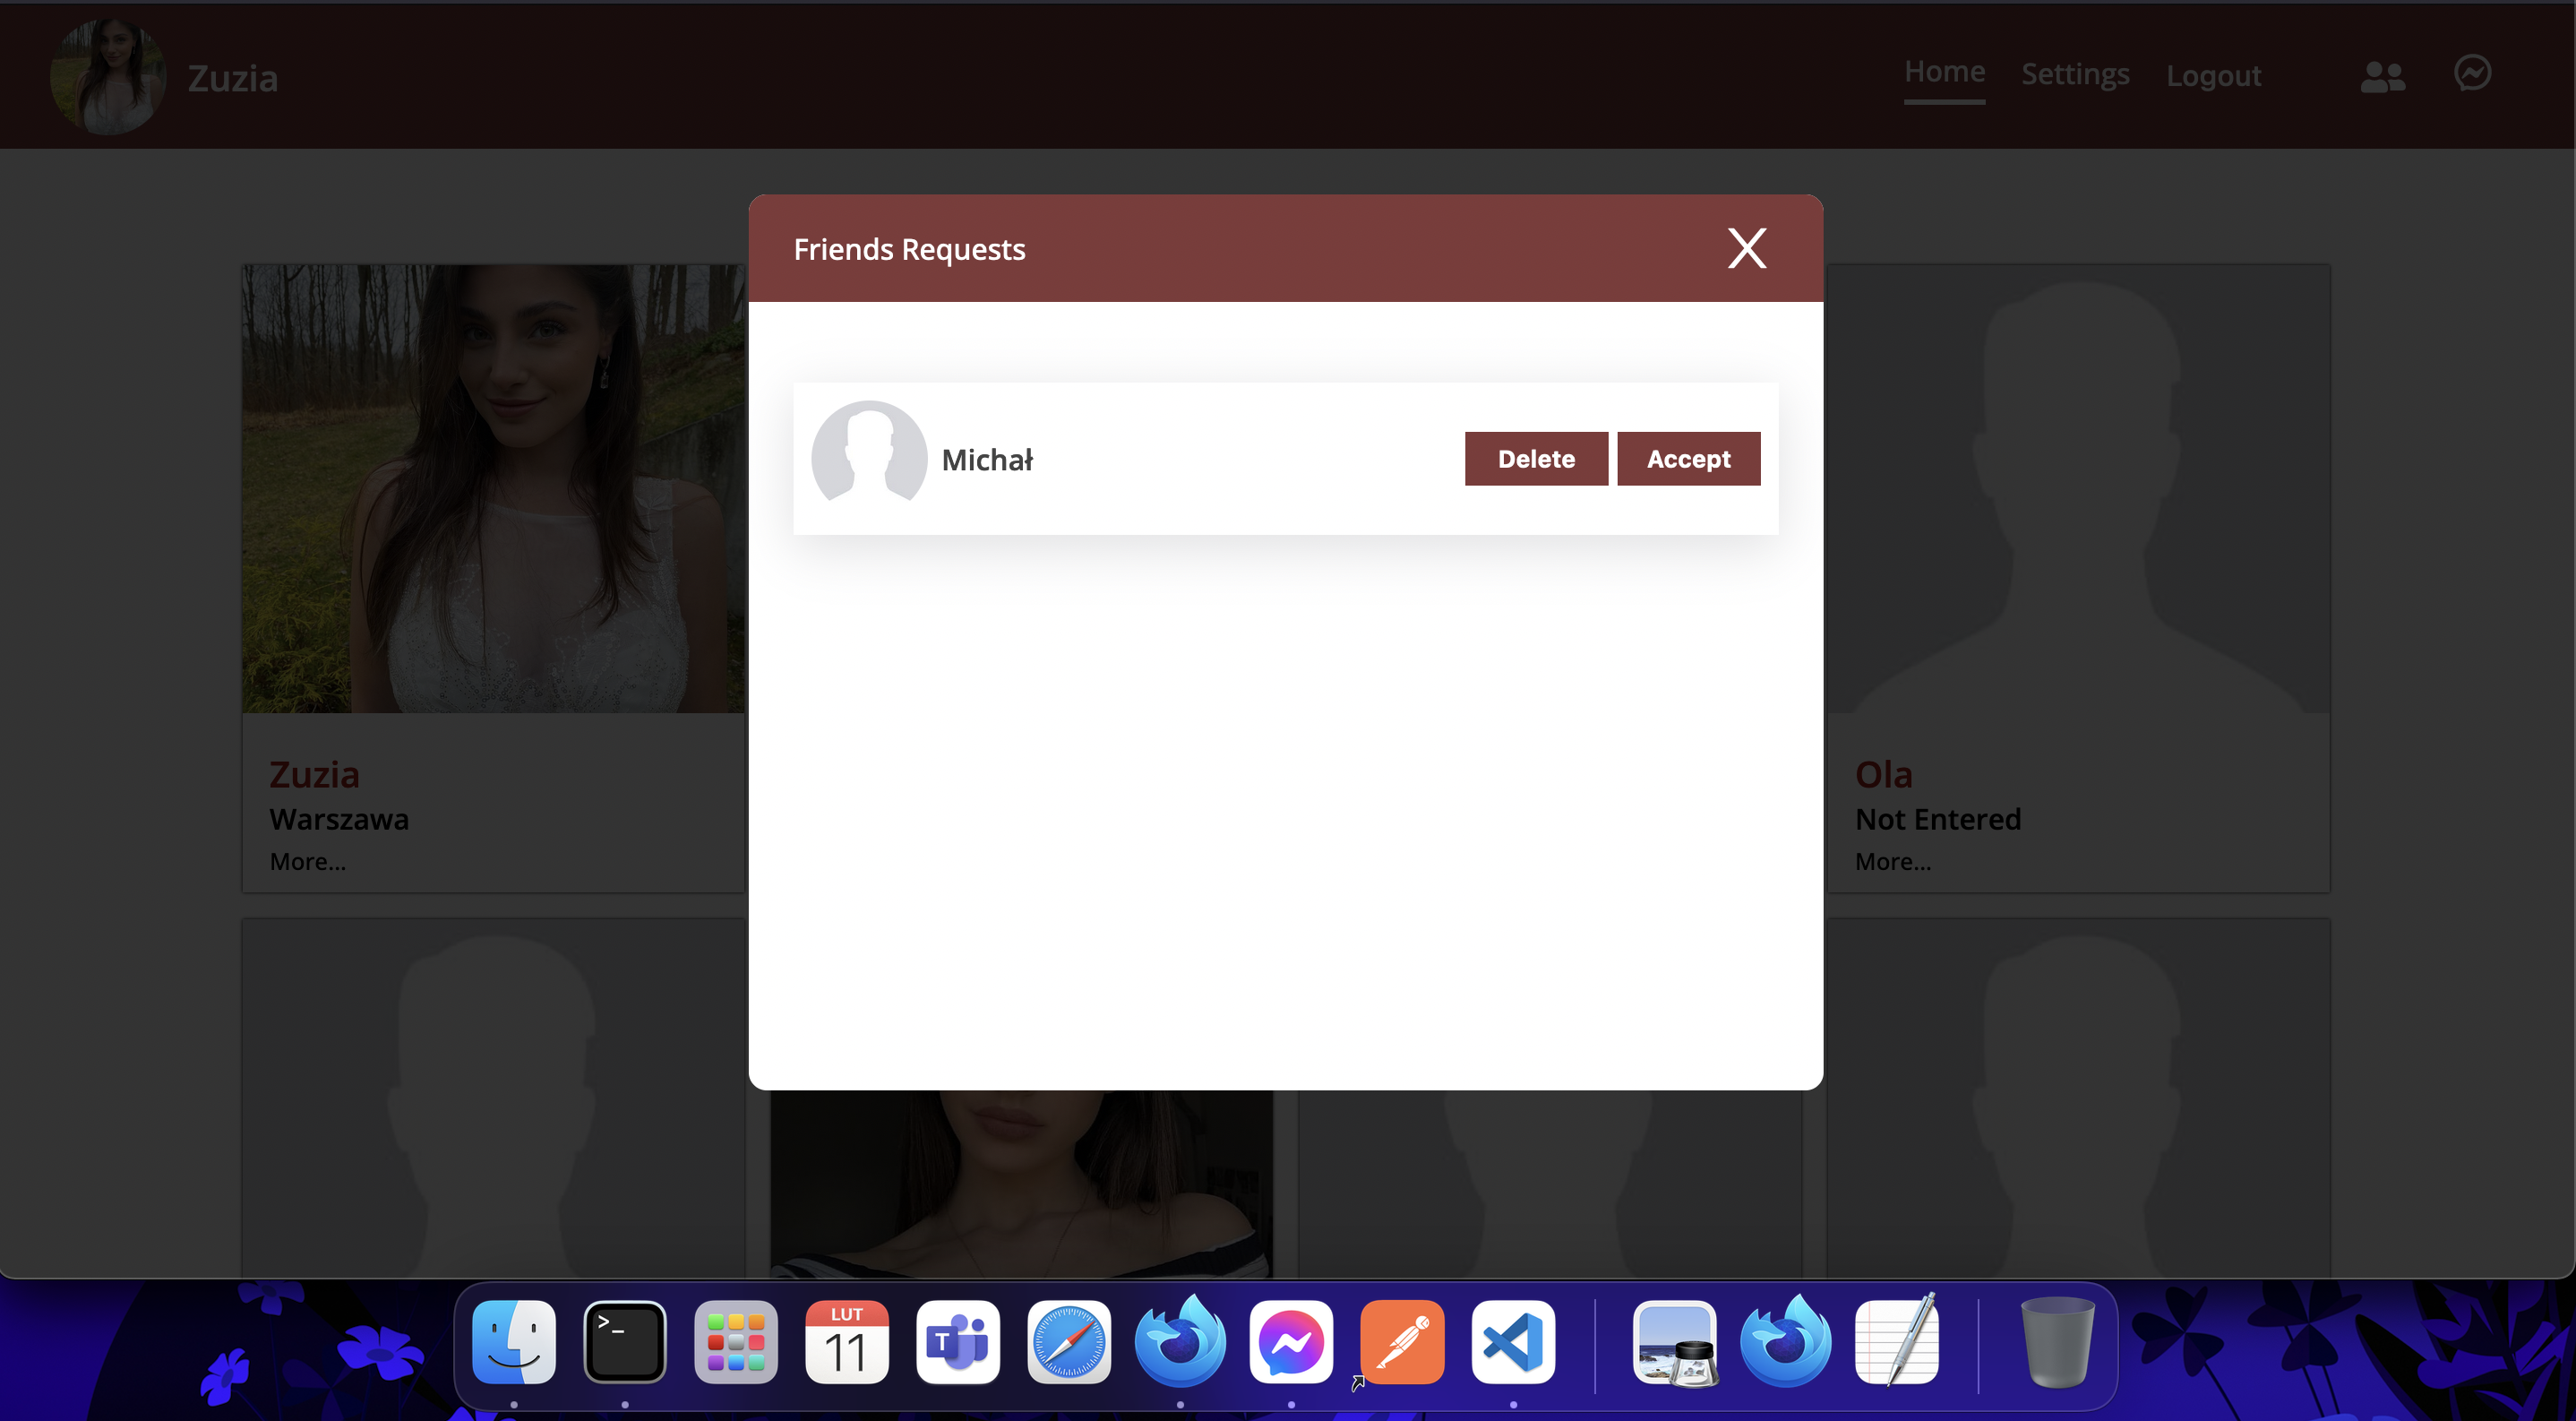 Zuzia
Home
Settings
Logout
Friends Requests
X
Michał
Delete
Accept
Zuzia
Warszawa
More...
Ola
Not Entered
More...
>_
LUT
11
T